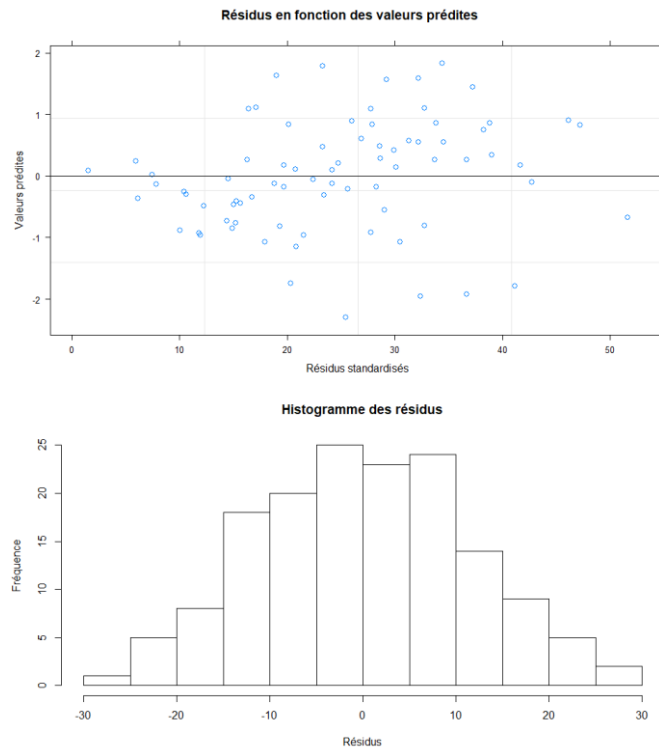 Résidus en fonction des valeurs prédites
Valeurs prédites
2
1
0
-1
-2
0 10 20 30 40 50
Résidus standardisés
Histogramme des résidus
Fréquence
25
20
15
10
5
0
-30 -20 -10 0 10 20 30
Résidus